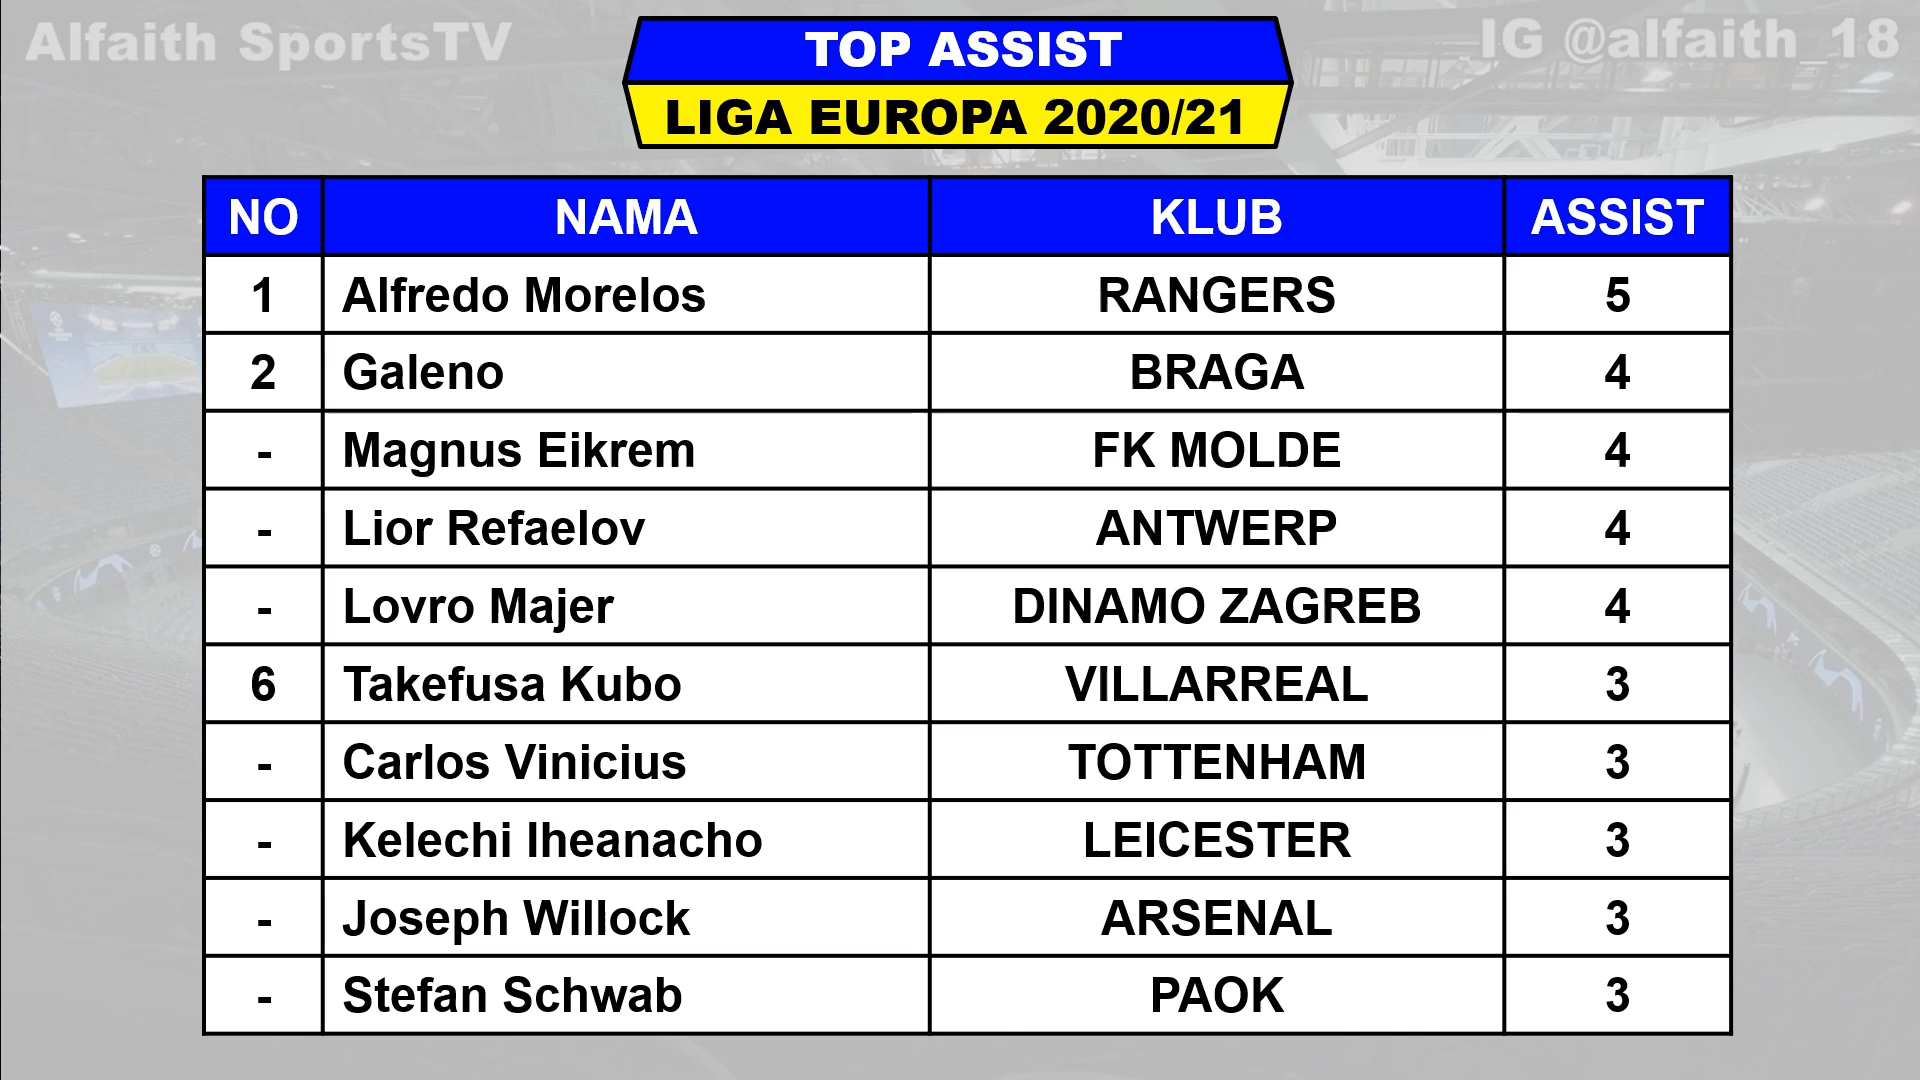 Alfaith SportsTV
IG @alfaith_18
TOP ASSIST
LIGA EUROPA 2020/21
NO NAMA KLUB ASSIST
1 Alfredo Morelos RANGERS 5
2 Galeno BRAGA 4
- Magnus Eikrem FK MOLDE 4
- Lior Refaelov ANTWERP 4
- Lovro Majer DINAMO ZAGREB 4
6 Takefusa Kubo VILLARREAL 3
- Carlos Vinicius TOTTENHAM 3
- Kelechi Iheanacho LEICESTER 3
- Joseph Willock ARSENAL 3
- Stefan Schwab PAOK 3